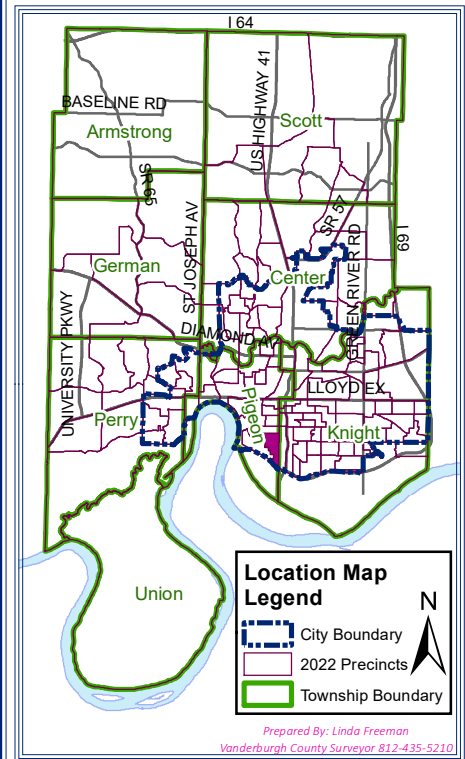 I 64
BASELINE RD
Armstrong
US HIGHWAY 41
Scott
SR 65
ST JOSEPH AV
SR 57
GREEN RIVER RD
I 69
German
Center
UNIVERSITY PKWY
DIAMOND AV
LLOYD EX
Perry
Pigeon
Knight
Union
Location Map
Legend
N
City Boundary
2022 Precincts
Township Boundary
Prepared By: Linda Freeman
Vanderburgh County Surveyor 812-435-5210